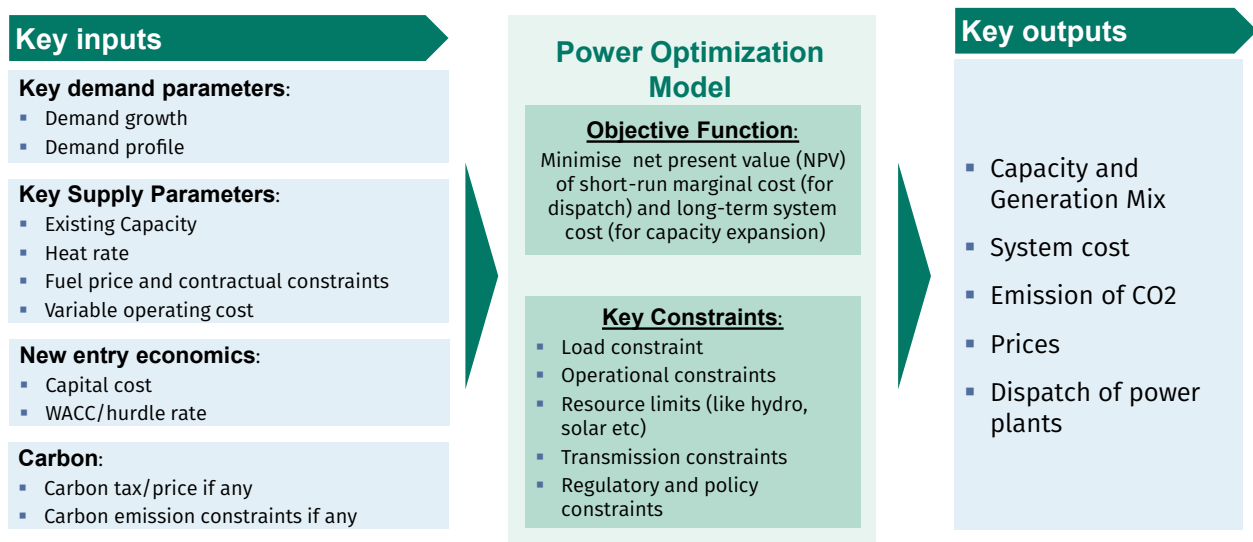 Key inputs
Key demand parameters:
▪ Demand growth
▪ Demand profile
Key Supply Parameters:
▪ Existing Capacity
▪ Heat rate
▪ Fuel price and contractual constraints
▪ Variable operating cost
New entry economics:
▪ Capital cost
▪ WACC/hurdle rate
Carbon:
▪ Carbon tax/price if any
▪ Carbon emission constraints if any
Power Optimization
Model
Objective Function:
Minimise net present value (NPV)
of short-run marginal cost (for
dispatch) and long-term system
cost (for capacity expansion)
Key Constraints:
▪ Load constraint
▪ Operational constraints
▪ Resource limits (like hydro,
solar etc)
▪ Transmission constraints
▪ Regulatory and policy
constraints
Key outputs
▪ Capacity and
Generation Mix
▪ System cost
▪ Emission of CO2
▪ Prices
▪ Dispatch of power
plants